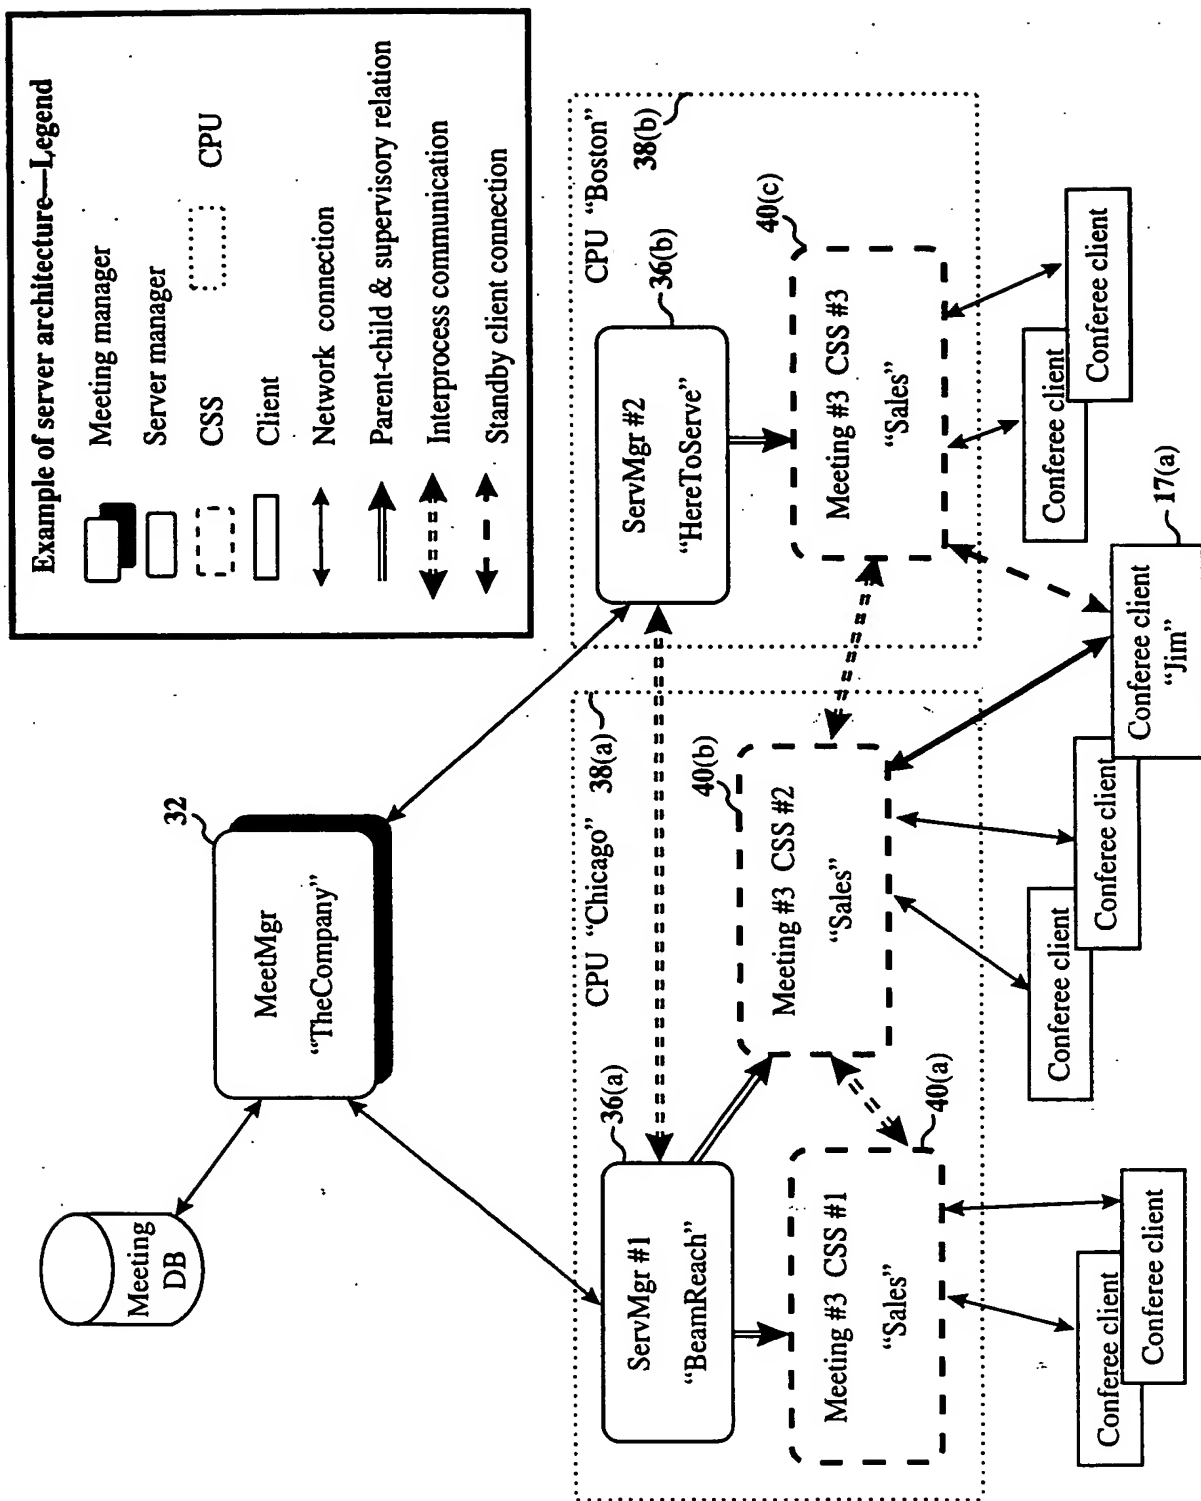 Example of server architecture—Legend
Meeting manager
Server manager
CSS
CPU
Client
Network connection
Parent-child & supervisory relation
Interprocess communication
Standby client connection
Meeting
DB
32
MeetMgr
“TheCompany”
CPU “Chicago”
38(a)
36(a)
ServMgr #1
“BeamReach”
40(b)
Meeting #3 CSS #2
“Sales”
40(a)
Meeting #3 CSS #1
“Sales”
CPU “Boston”
38(b)
36(b)
ServMgr #2
“HereToServe”
40(c)
Meeting #3 CSS #3
“Sales”
Conferee client
Conferee client
Conferee client
Conferee client
Conferee client
“Jim”
17(a)
Conferee client
Conferee client